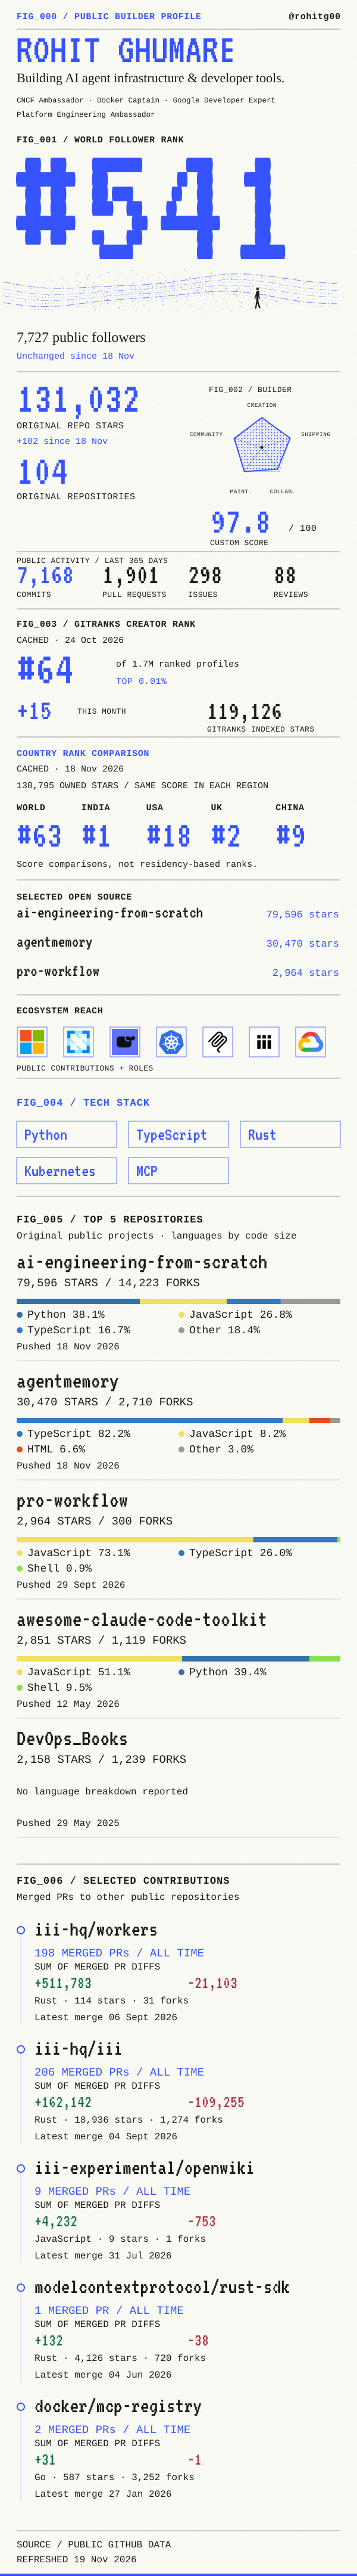 FIG_000 / PUBLIC BUILDER PROFILE @rohitg00
ROHIT GHUMARE
Building AI agent infrastructure & developer tools.
CNCF Ambassador · Docker Captain · Google Developer Expert
Platform Engineering Ambassador
FIG_001 / WORLD FOLLOWER RANK
#541
7,727 public followers
Unchanged since 18 Nov
131,032
ORIGINAL REPO STARS
+102 since 18 Nov
104
ORIGINAL REPOSITORIES
FIG_002 / BUILDER
CREATION
COMMUNITY SHIPPING
MAINT. COLLAB.
97.8 / 100
CUSTOM SCORE
PUBLIC ACTIVITY / LAST 365 DAYS
7,168 1,901 298 88
COMMITS PULL REQUESTS ISSUES REVIEWS
FIG_003 / GITRANKS CREATOR RANK
CACHED · 24 Oct 2026
#64 of 1.7M ranked profiles
TOP 0.01%
+15 THIS MONTH 119,126
GITRANKS INDEXED STARS
COUNTRY RANK COMPARISON
CACHED · 18 Nov 2026
130,795 OWNED STARS / SAME SCORE IN EACH REGION
WORLD INDIA USA UK CHINA
#63 #1 #18 #2 #9
Score comparisons, not residency-based ranks.
SELECTED OPEN SOURCE
ai-engineering-from-scratch 79,596 stars
agentmemory 30,470 stars
pro-workflow 2,964 stars
ECOSYSTEM REACH
iii
PUBLIC CONTRIBUTIONS + ROLES
FIG_004 / TECH STACK
Python TypeScript Rust
Kubernetes MCP
FIG_005 / TOP 5 REPOSITORIES
Original public projects · languages by code size
ai-engineering-from-scratch
79,596 STARS / 14,223 FORKS
Python 38.1% JavaScript 26.8%
TypeScript 16.7% Other 18.4%
Pushed 18 Nov 2026
agentmemory
30,470 STARS / 2,710 FORKS
TypeScript 82.2% JavaScript 8.2%
HTML 6.6% Other 3.0%
Pushed 18 Nov 2026
pro-workflow
2,964 STARS / 300 FORKS
JavaScript 73.1% TypeScript 26.0%
Shell 0.9%
Pushed 29 Sept 2026
awesome-claude-code-toolkit
2,851 STARS / 1,119 FORKS
JavaScript 51.1% Python 39.4%
Shell 9.5%
Pushed 12 May 2026
DevOps_Books
2,158 STARS / 1,239 FORKS
No language breakdown reported
Pushed 29 May 2025
FIG_006 / SELECTED CONTRIBUTIONS
Merged PRs to other public repositories
iii-hq/workers
198 MERGED PRs / ALL TIME
SUM OF MERGED PR DIFFS
+511,783 -21,103
Rust · 114 stars · 31 forks
Latest merge 06 Sept 2026
iii-hq/iii
206 MERGED PRs / ALL TIME
SUM OF MERGED PR DIFFS
+162,142 -109,255
Rust · 18,936 stars · 1,274 forks
Latest merge 04 Sept 2026
iii-experimental/openwiki
9 MERGED PRs / ALL TIME
SUM OF MERGED PR DIFFS
+4,232 -753
JavaScript · 9 stars · 1 forks
Latest merge 31 Jul 2026
modelcontextprotocol/rust-sdk
1 MERGED PR / ALL TIME
SUM OF MERGED PR DIFFS
+132 -38
Rust · 4,126 stars · 720 forks
Latest merge 04 Jun 2026
docker/mcp-registry
2 MERGED PRs / ALL TIME
SUM OF MERGED PR DIFFS
+31 -1
Go · 587 stars · 3,252 forks
Latest merge 27 Jan 2026
SOURCE / PUBLIC GITHUB DATA
REFRESHED 19 Nov 2026